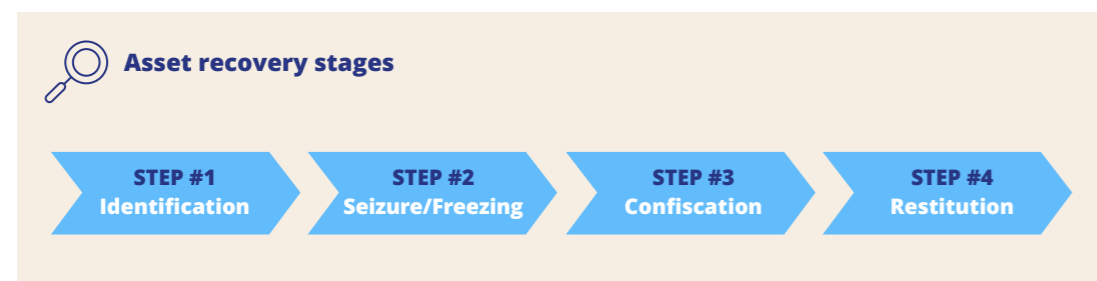 Asset recovery stages
STEP #1
Identification
STEP #2
Seizure/Freezing
STEP #3
Confiscation
STEP #4
Restitution